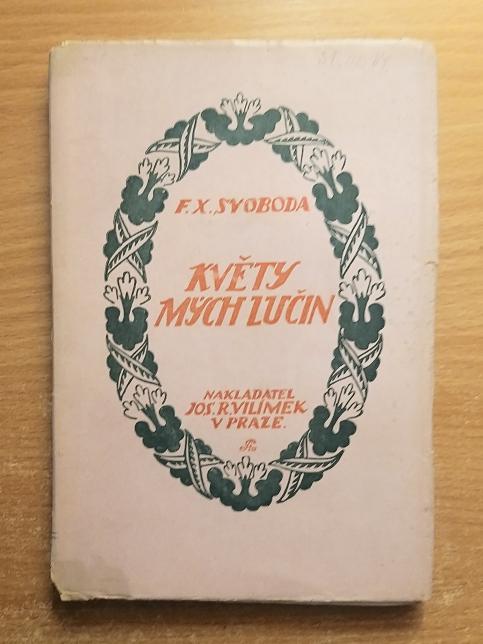 F.X. SVOBODA
KVĚTY
MÝCH LUČIN
NAKLADATEL
JOS. R. VILÍMEK
V PRAZE.